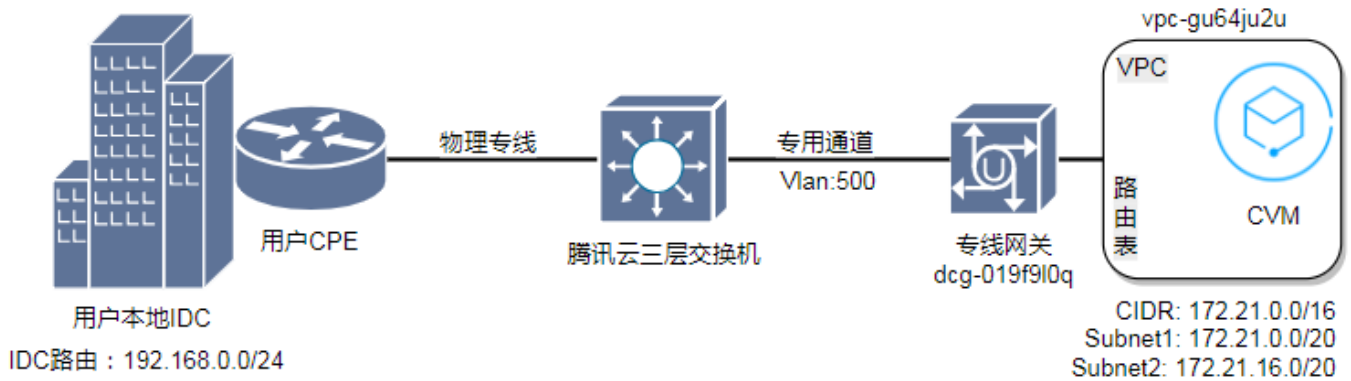 vpc-gu64ju2u
VPC
物理专线
专用通道
Vlan:500
路
由
表
CVM
用户CPE
腾讯云三层交换机
专线网关
dcg-019f9l0q
用户本地IDC
IDC路由：192.168.0.0/24
CIDR: 172.21.0.0/16
Subnet1: 172.21.0.0/20
Subnet2: 172.21.16.0/20